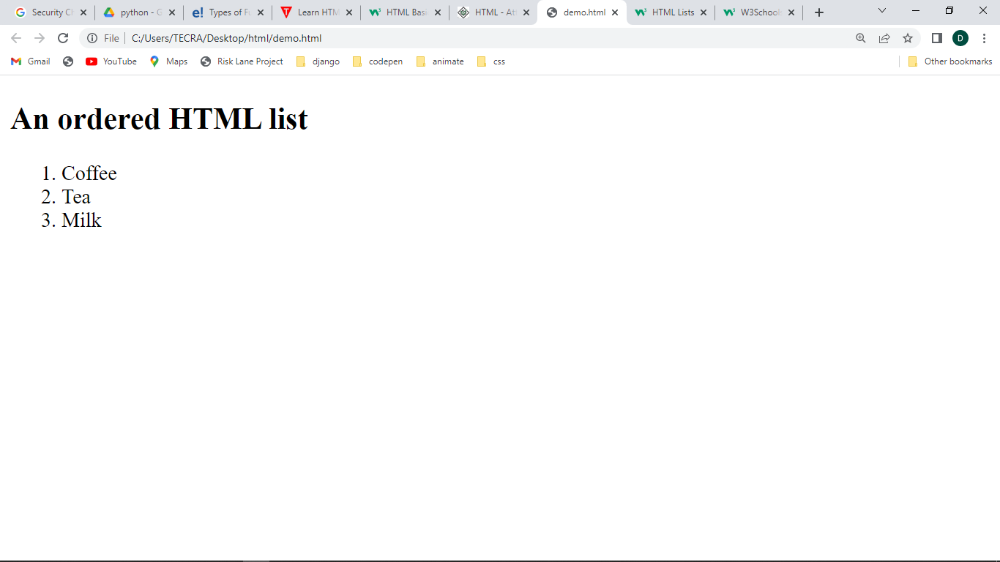 Security C
python - G
Types of Fu
Learn HTM
HTML Basi
HTML - Att
demo.html
HTML Lists
W3Schools
File
C:/Users/TECRA/Desktop/html/demo.html
D
Gmail
YouTube
Maps
Risk Lane Project
django
codepen
animate
css
Other bookmarks
An ordered HTML list
1. Coffee
2. Tea
3. Milk